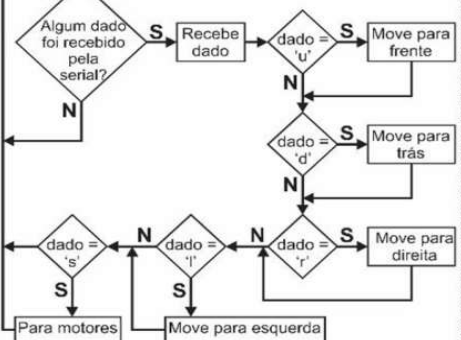 Algum dado
foi recebido
pela
serial?
S
Recebe
dado
dado =
'u'
S
Move para
frente
N
N
dado =
'd'
S
Move para
trás
N
dado =
'r'
S
Move para
direita
N
dado =
'l'
N
dado =
's'
S
S
Para motores
Move para esquerda